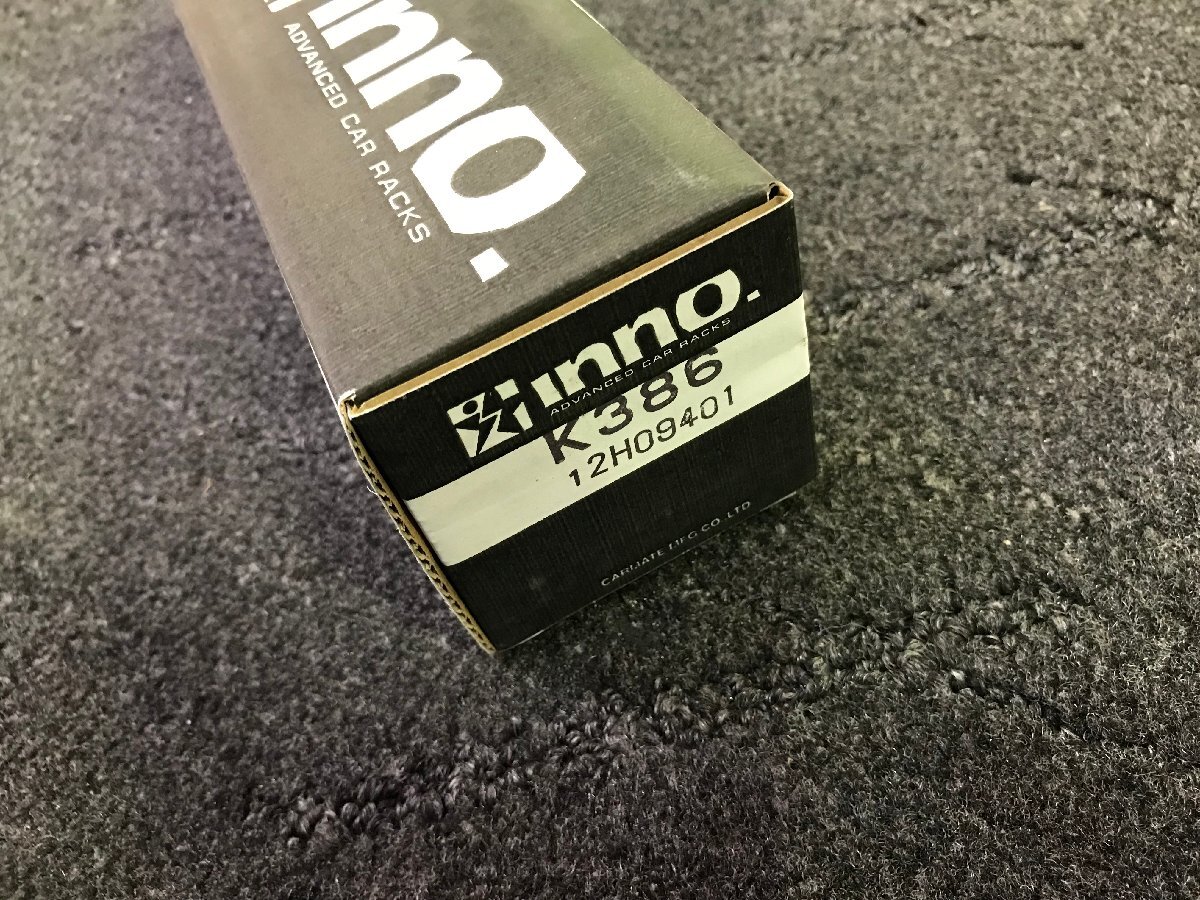 inno.
ADVANCED CAR RACKS
inno.
ADVANCED CAR RACKS
K386
12H09401
CARMATE MFG CO. LTD